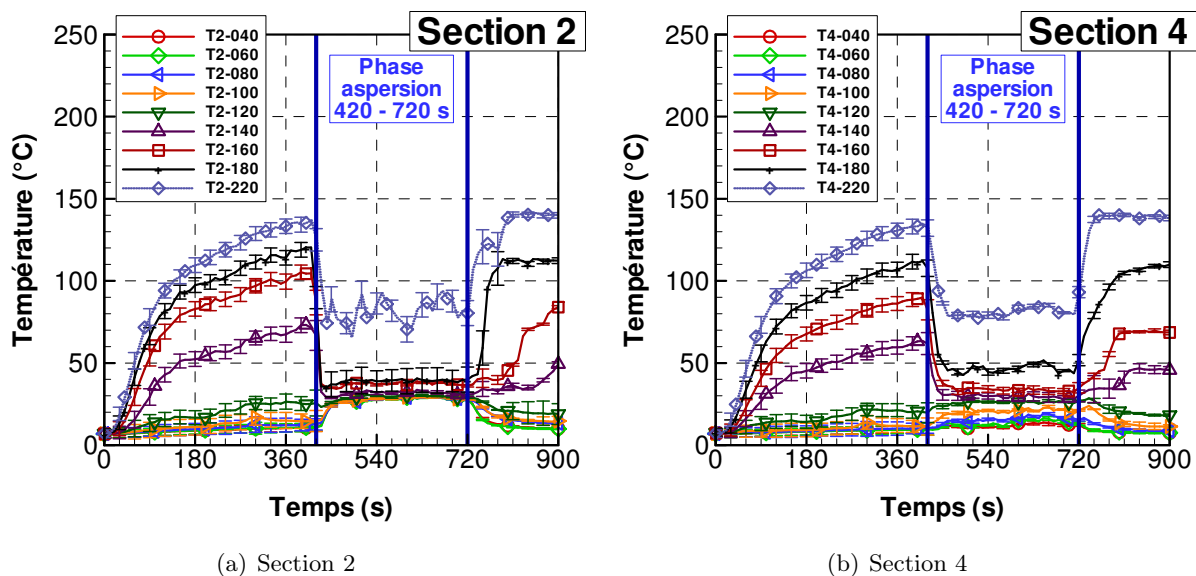 Section 2
T2-040
T2-060
T2-080
T2-100
T2-120
T2-140
T2-160
T2-180
T2-220
Phase
aspersion
420 - 720 s
250
200
150
100
50
0
Température (°C)
0 180 360 540 720 900
Temps (s)
(a) Section 2
Section 4
T4-040
T4-060
T4-080
T4-100
T4-120
T4-140
T4-160
T4-180
T4-220
Phase
aspersion
420 - 720 s
250
200
150
100
50
0
Température (°C)
0 180 360 540 720 900
Temps (s)
(b) Section 4